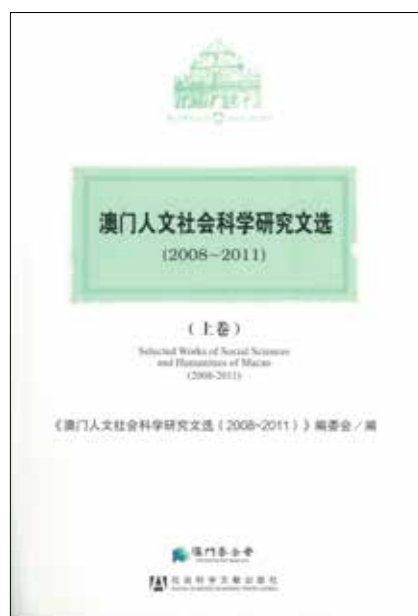 澳门人文社会科学研究文选
(2008~2011)
（上卷）
Selected Works of Social Sciences
and Humanities of Macau
(2008-2011)
《澳门人文社会科学研究文选（2008~2011）》编委会／编
澳門基金會
社会科学文献出版社